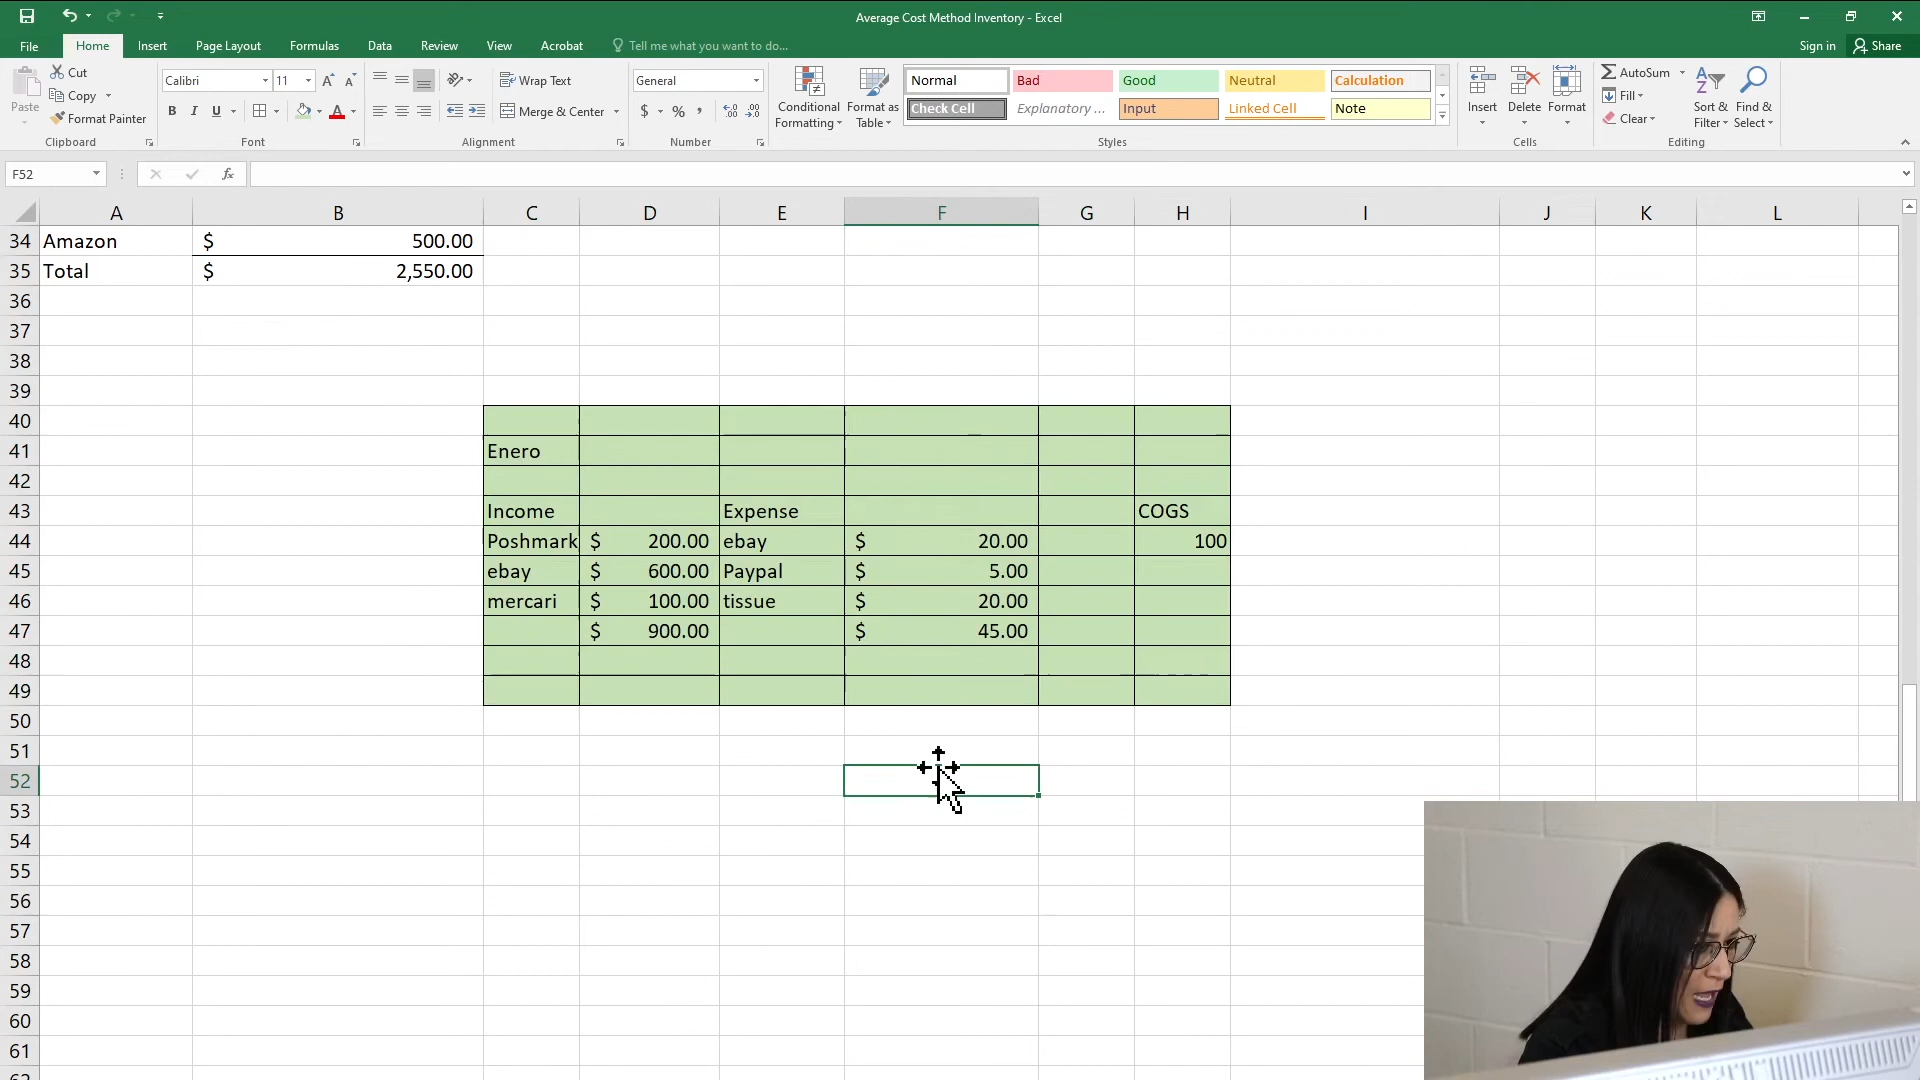 Average Cost Method Inventory - Excel
File Home Insert Page Layout Formulas Data Review View Acrobat Tell me what you want to do... Sign in Share
Paste Cut Copy Format Painter Clipboard
Calibri 11 B I U A Font
Wrap Text Merge & Center Alignment
General $ % , Number
Conditional Formatting Format as Table
Normal Bad Good Neutral Calculation
Check Cell Explanatory ... Input Linked Cell Note
Styles
Insert Delete Format Cells
AutoSum Fill Clear Sort & Filter Find & Select Editing
F52 fx
A B C D E F G H I J K L
34 Amazon $ 500.00
35 Total $ 2,550.00
36
37
38
39
40
41 Enero
42
43 Income Expense COGS
44 Poshmark $ 200.00 ebay $ 20.00 100
45 ebay $ 600.00 Paypal $ 5.00
46 mercari $ 100.00 tissue $ 20.00
47 $ 900.00 $ 45.00
48
49
50
51
52
53
54
55
56
57
58
59
60
61